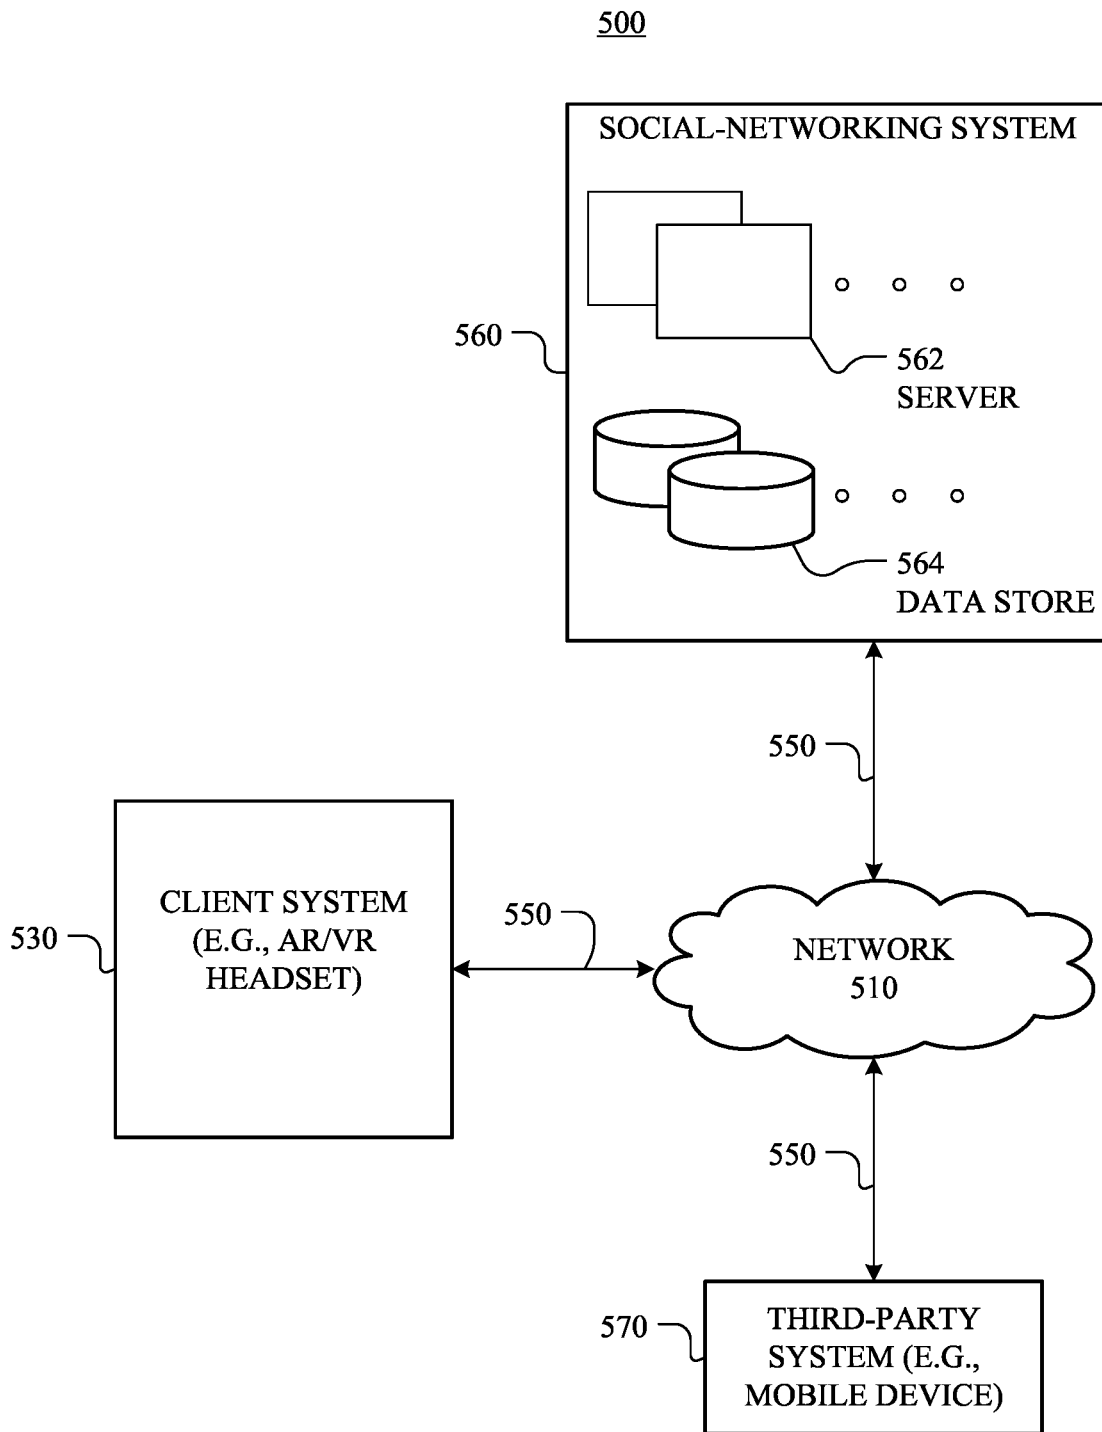 500
SOCIAL-NETWORKING SYSTEM
560
562
SERVER
564
DATA STORE
550
CLIENT SYSTEM
(E.G., AR/VR
HEADSET)
530
550
NETWORK
510
550
570
THIRD-PARTY
SYSTEM (E.G.,
MOBILE DEVICE)